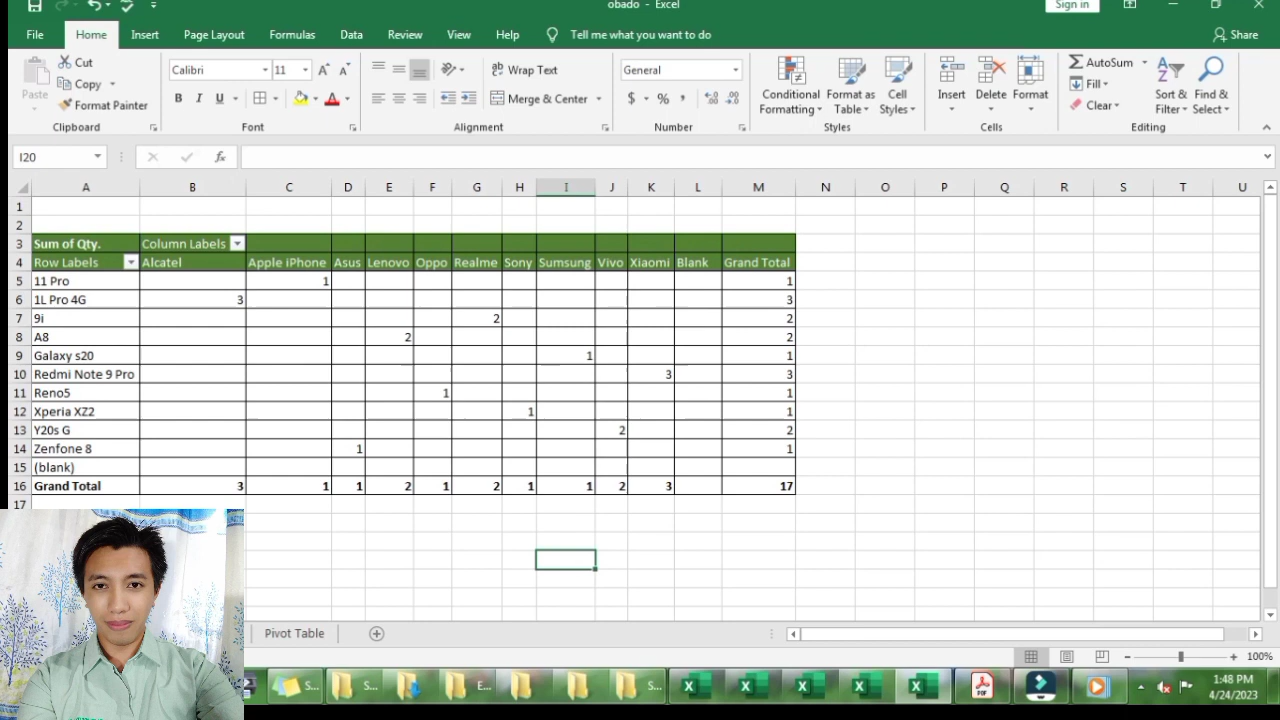 obado - Excel
Sign in
File Home Insert Page Layout Formulas Data Review View Help Tell me what you want to do Share
Cut
Copy
Format Painter
Paste
Calibri 11
B I U
Wrap Text
Merge & Center
General
$ % ,
Conditional Formatting
Format as Table
Cell Styles
Insert Delete Format
AutoSum
Fill
Clear
Sort & Filter
Find & Select
Clipboard Font Alignment Number Styles Cells Editing
I20 fx
A B C D E F G H I J K L M N O P Q R S T U
1
2
3 Sum of Qty. Column Labels
4 Row Labels Alcatel Apple iPhone Asus Lenovo Oppo Realme Sony Sumsung Vivo Xiaomi Blank Grand Total
5 11 Pro 1 1
6 1L Pro 4G 3 3
7 9i 2 2
8 A8 2 2
9 Galaxy s20 1 1
10 Redmi Note 9 Pro 3 3
11 Reno5 1 1
12 Xperia XZ2 1 1
13 Y20s G 2 2
14 Zenfone 8 1 1
15 (blank)
16 Grand Total 3 1 1 2 1 2 1 1 2 3 17
17
Pivot Table
100%
S... S... E... S...
PDF
1:48 PM
4/24/2023